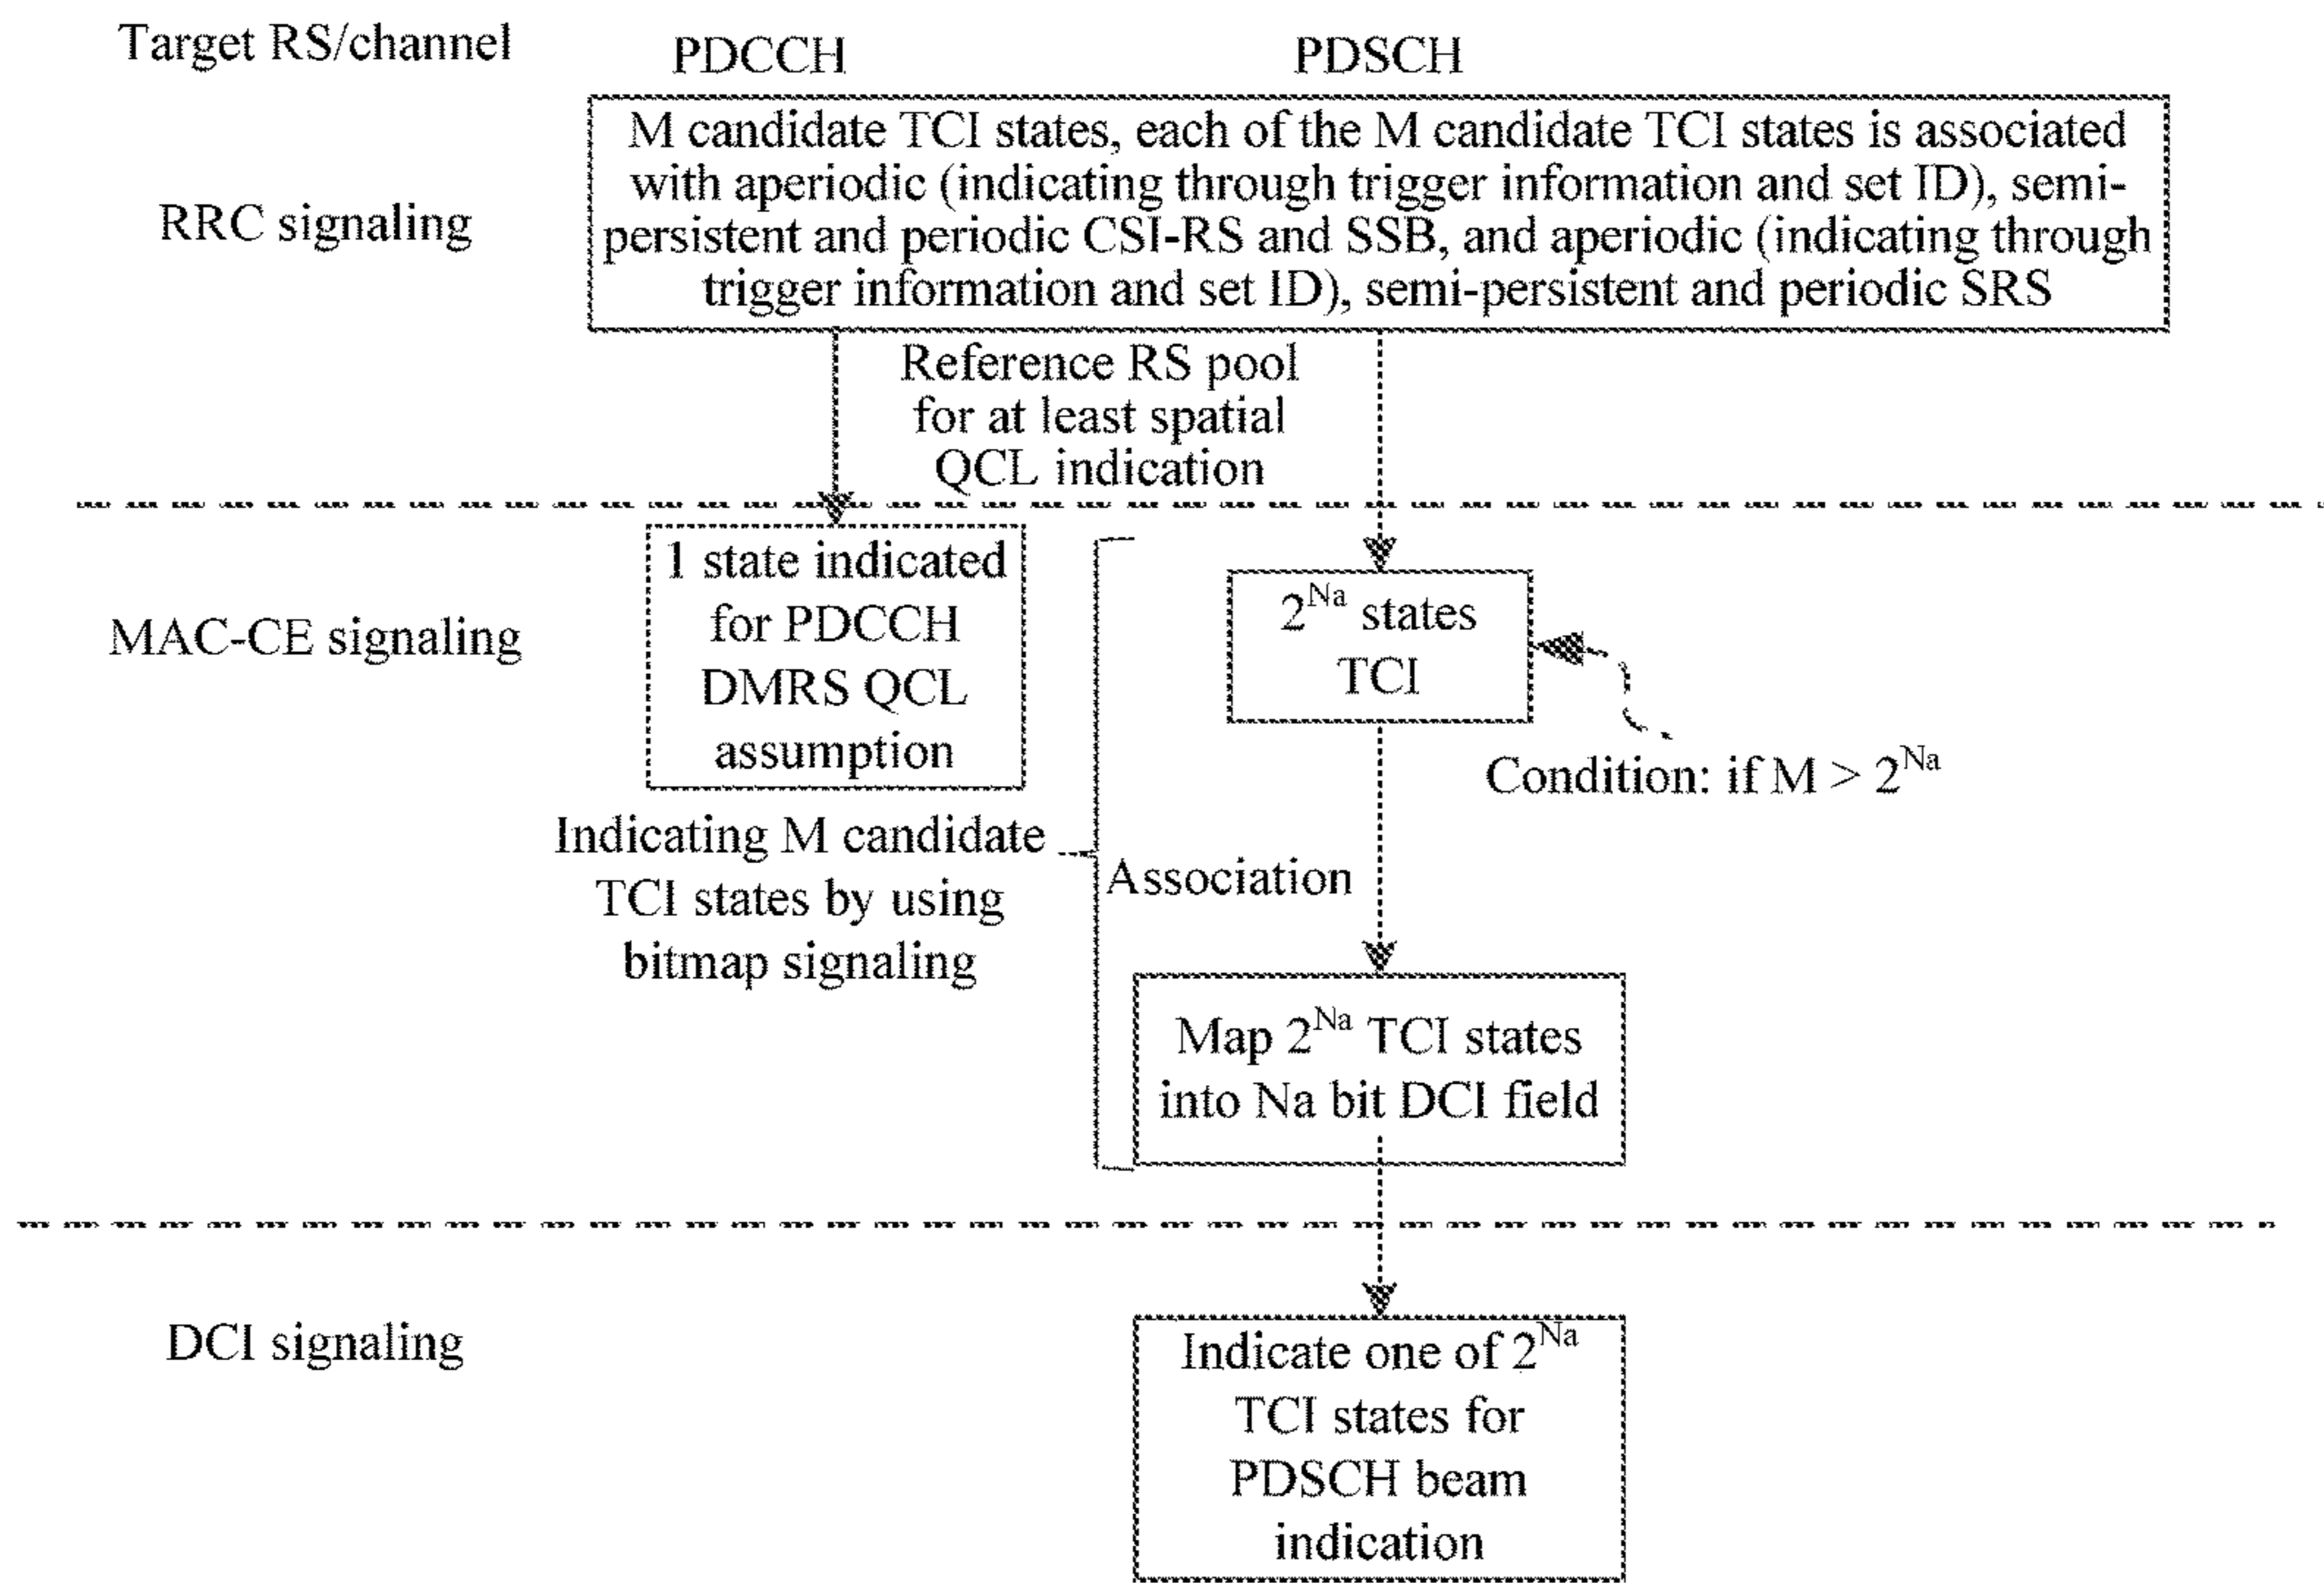 Target RS/channel
PDCCH
PDSCH
RRC signaling
M candidate TCI states, each of the M candidate TCI states is associated
with aperiodic (indicating through trigger information and set ID), semi-
persistent and periodic CSI-RS and SSB, and aperiodic (indicating through
trigger information and set ID), semi-persistent and periodic SRS
Reference RS pool
for at least spatial
QCL indication
MAC-CE signaling
1 state indicated
for PDCCH
DMRS QCL
assumption
2^Na states
TCI
Condition: if M > 2^Na
Indicating M candidate
TCI states by using
bitmap signaling
Association
Map 2^Na TCI states
into Na bit DCI field
DCI signaling
Indicate one of 2^Na
TCI states for
PDSCH beam
indication